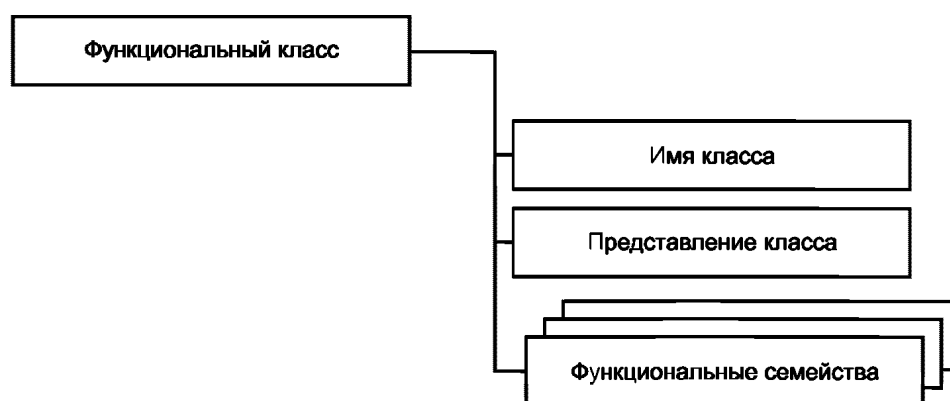 Функциональный класс
Имя класса
Представление класса
Функциональные семейства